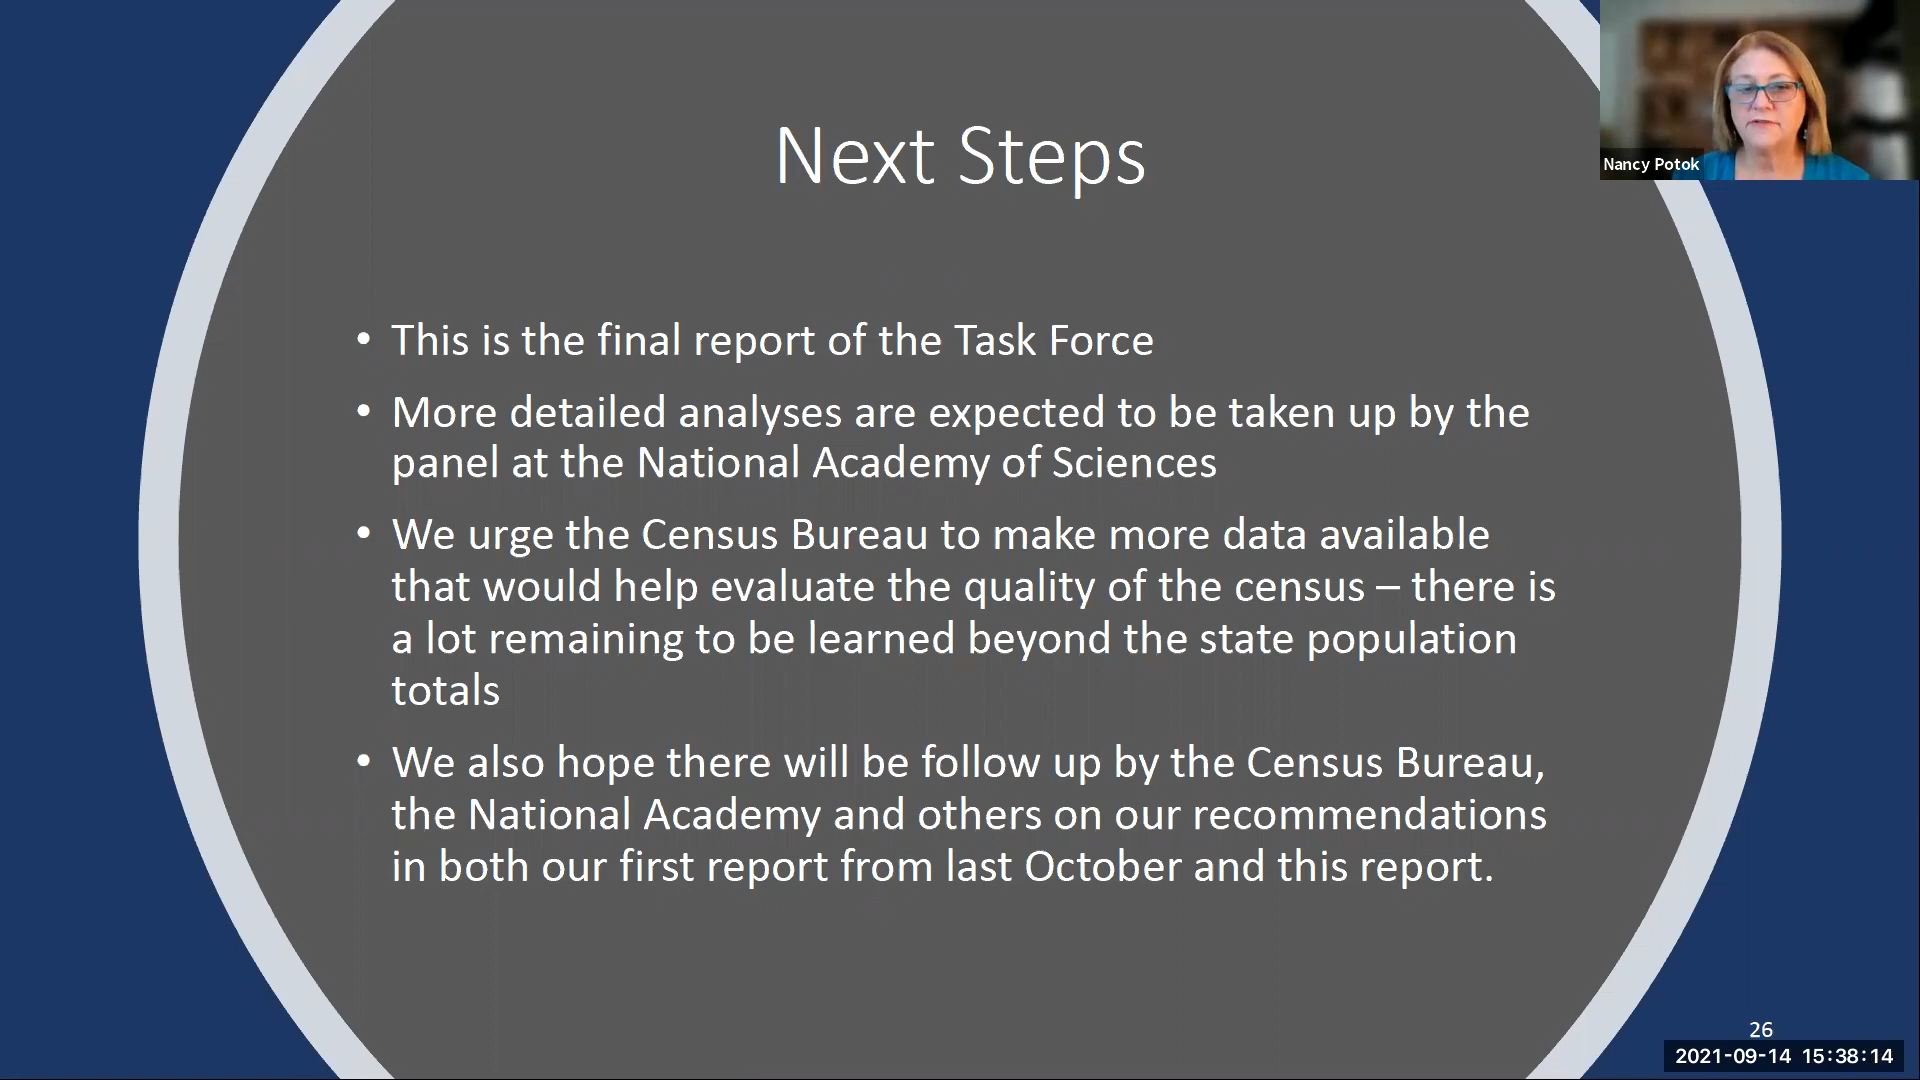 Next Steps
Nancy Potok
• This is the final report of the Task Force
• More detailed analyses are expected to be taken up by the
panel at the National Academy of Sciences
• We urge the Census Bureau to make more data available
that would help evaluate the quality of the census – there is
a lot remaining to be learned beyond the state population
totals
• We also hope there will be follow up by the Census Bureau,
the National Academy and others on our recommendations
in both our first report from last October and this report.
26
2021-09-14 15:38:14